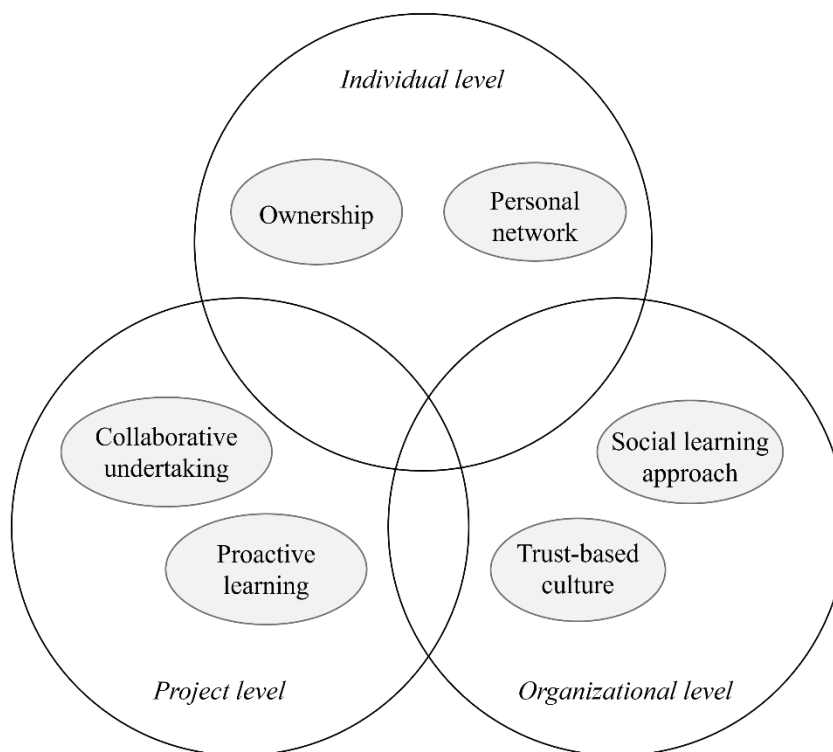 Individual level
Ownership
Personal
network
Collaborative
undertaking
Social learning
approach
Proactive
learning
Trust-based
culture
Project level
Organizational level